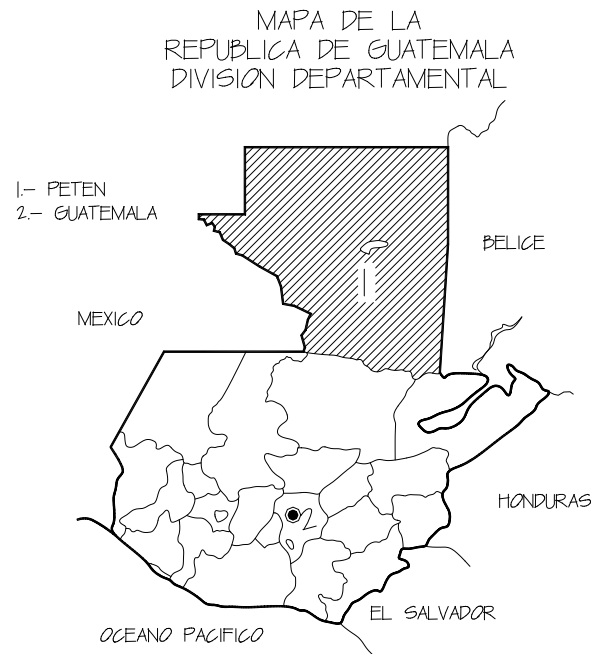 MAPA DE LA
REPUBLICA DE GUATEMALA
DIVISION DEPARTAMENTAL
1.- PETEN
2.- GUATEMALA
BELICE
1
MEXICO
HONDURAS
2
EL SALVADOR
OCEANO PACIFICO